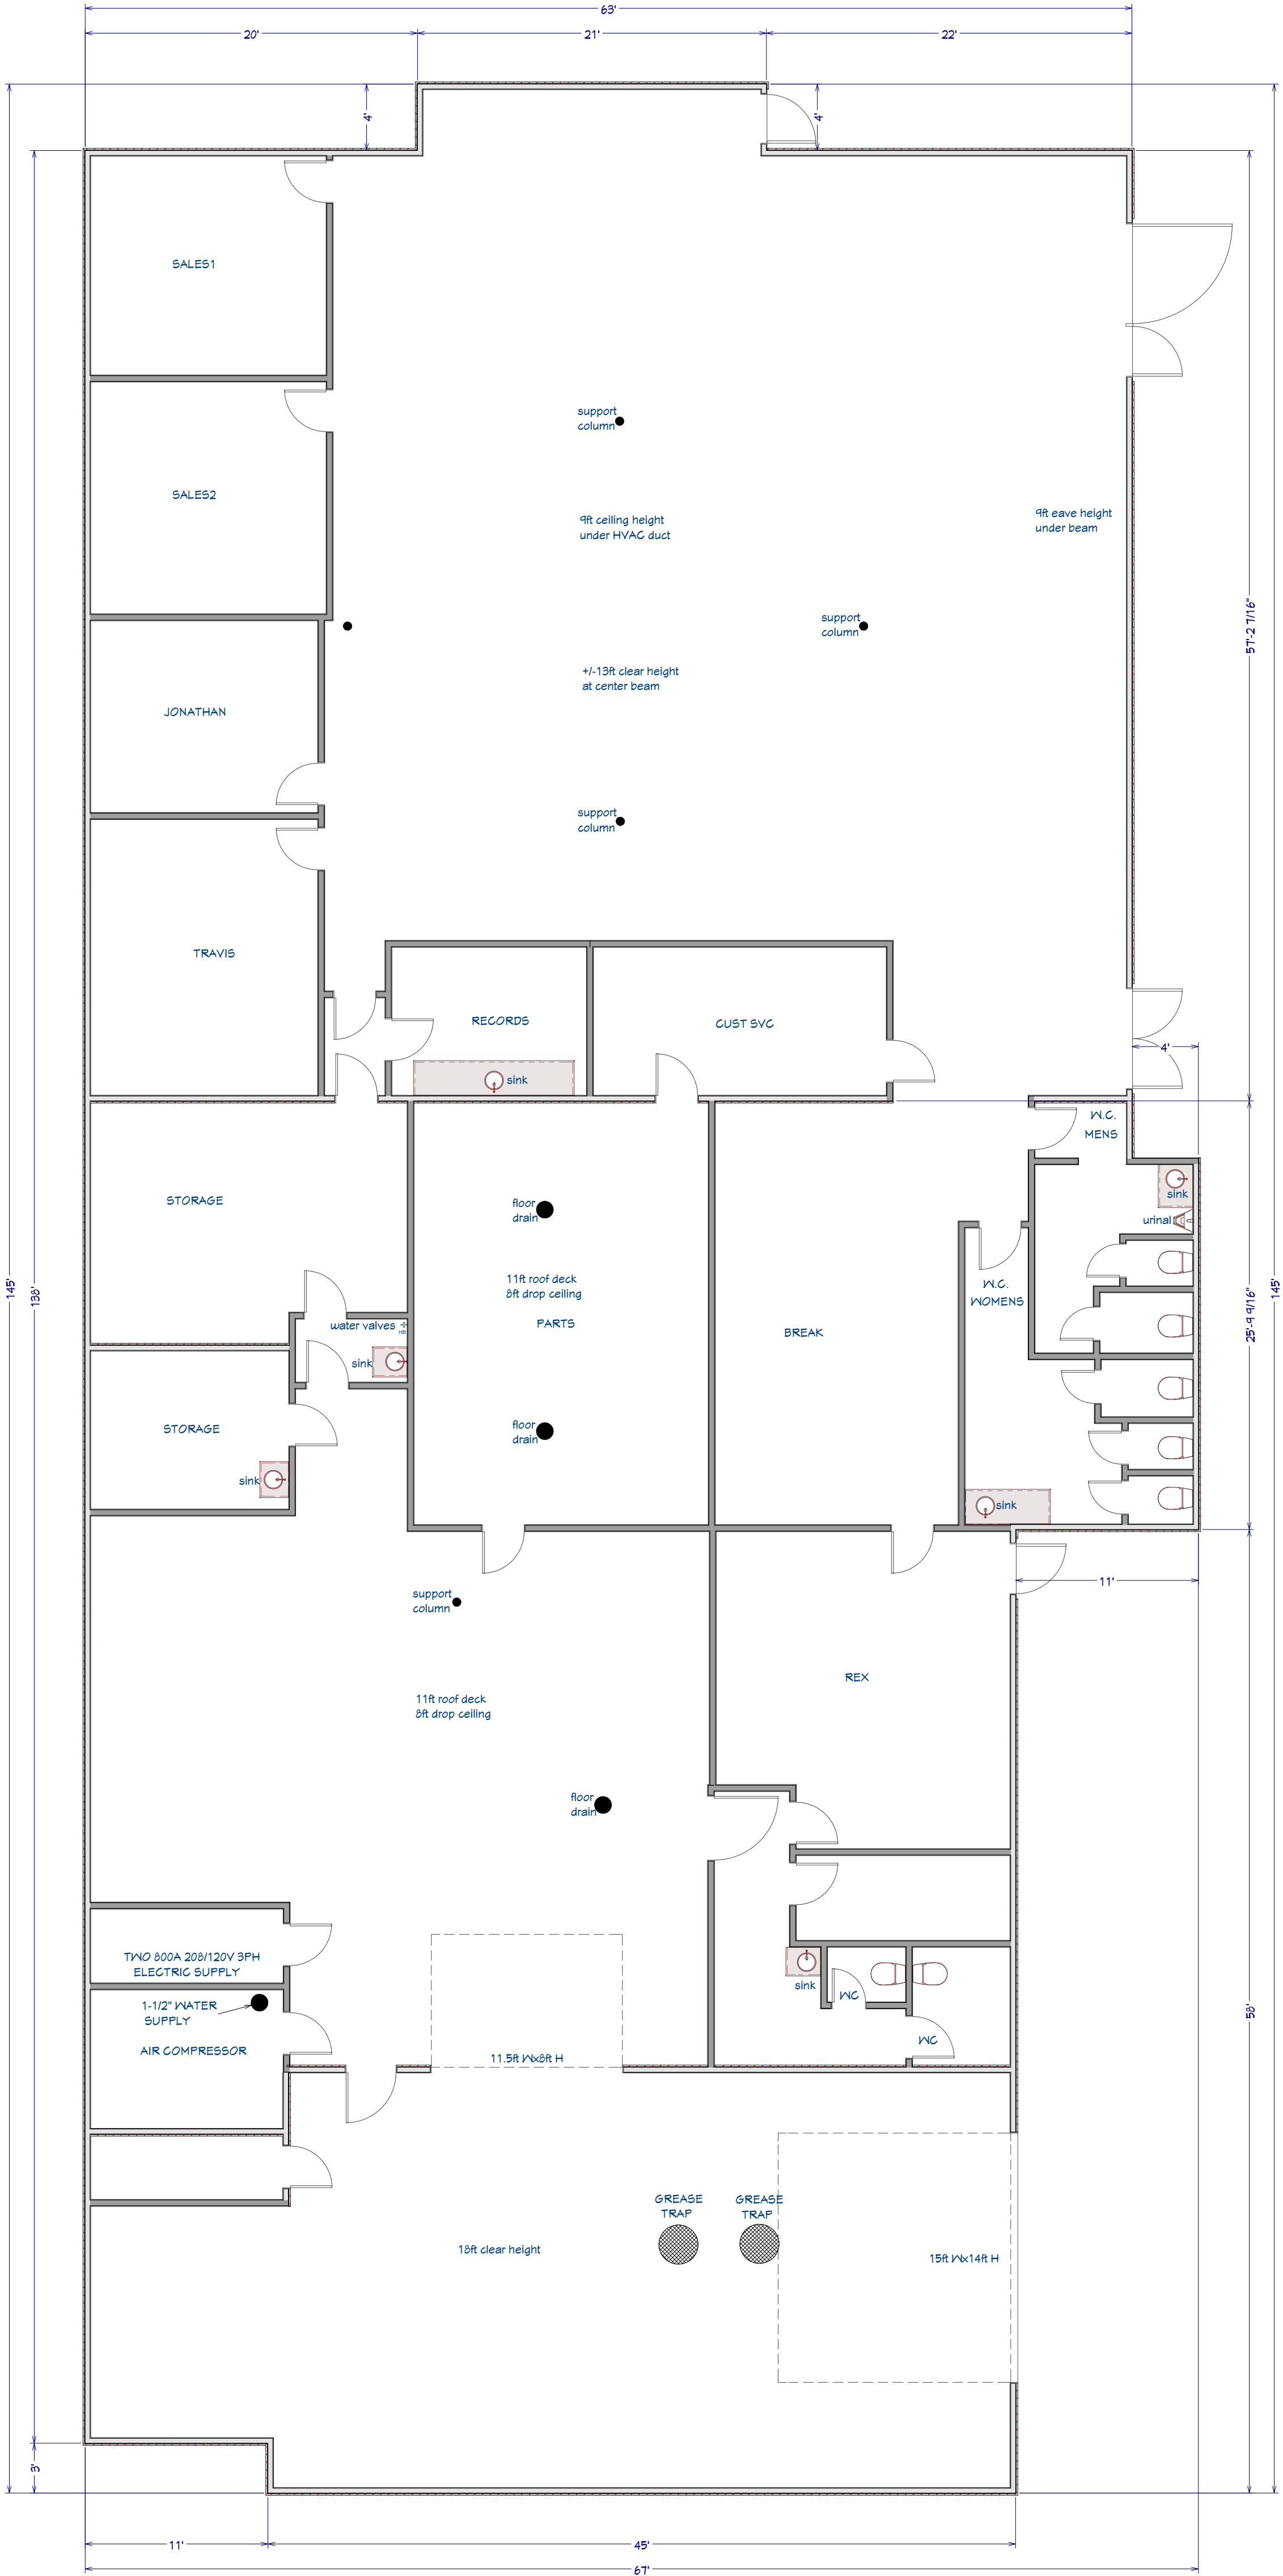 63'
20'
21'
22'
4'
4'
SALES1
support
column
SALES2
9ft ceiling height
under HVAC duct
9ft eave height
under beam
57'-2 7/16"
support
column
+/-13ft clear height
at center beam
JONATHAN
support
column
TRAVIS
RECORDS
CUST SVC
sink
4'
W.C.
MENS
STORAGE
floor
drain
sink
urinal
145'
138'
11ft roof deck
8ft drop ceiling
PARTS
W.C.
WOMENS
145'
25'-9 9/16"
water valves
HB
BREAK
sink
STORAGE
floor
drain
sink
sink
11'
support
column
REX
11ft roof deck
8ft drop ceiling
floor
drain
TWO 800A 208/120V 3PH
ELECTRIC SUPPLY
sink
WC
1-1/2" WATER
SUPPLY
58'
AIR COMPRESSOR
WC
11.5ft Wx8ft H
GREASE
TRAP
GREASE
TRAP
18ft clear height
15ft Wx14ft H
3'
11'
45'
67'